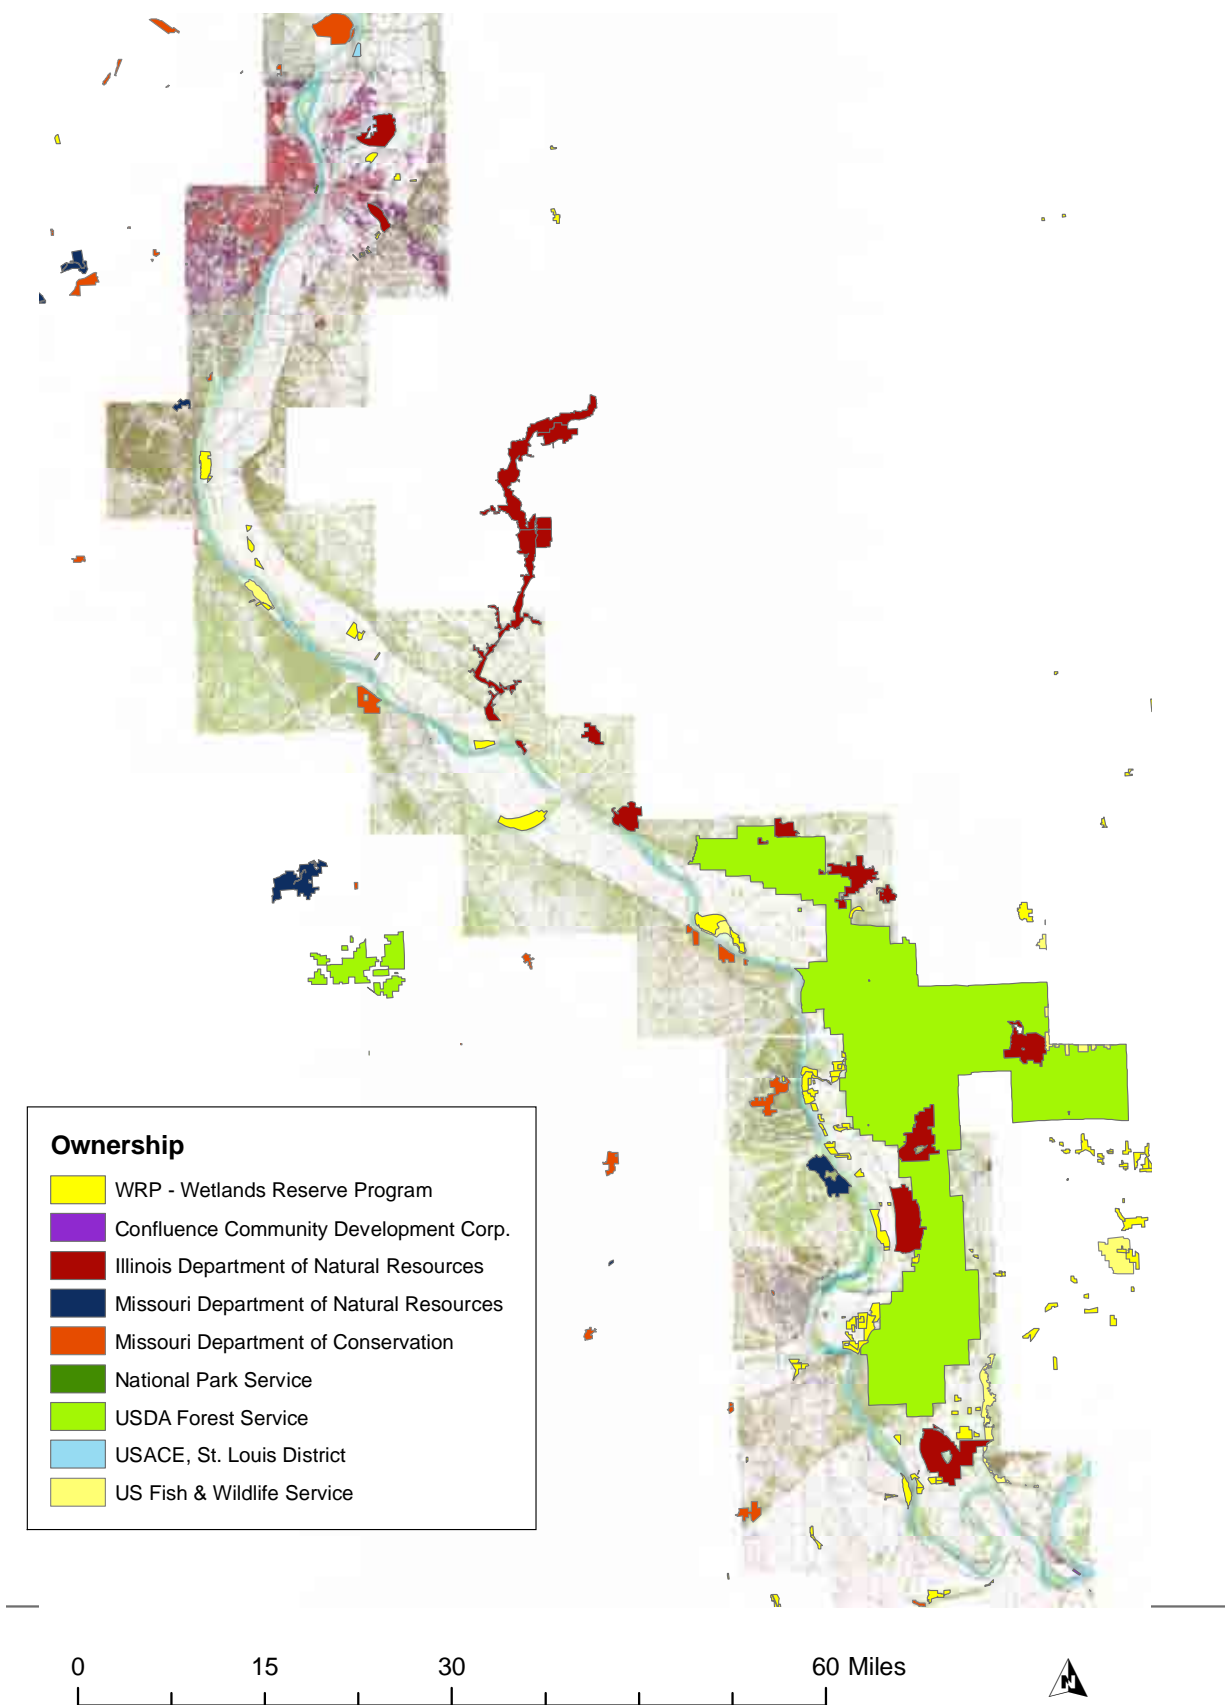 Ownership
WRP - Wetlands Reserve Program
Confluence Community Development Corp.
Illinois Department of Natural Resources
Missouri Department of Natural Resources
Missouri Department of Conservation
National Park Service
USDA Forest Service
USACE, St. Louis District
US Fish & Wildlife Service
0 15 30 60 Miles
N